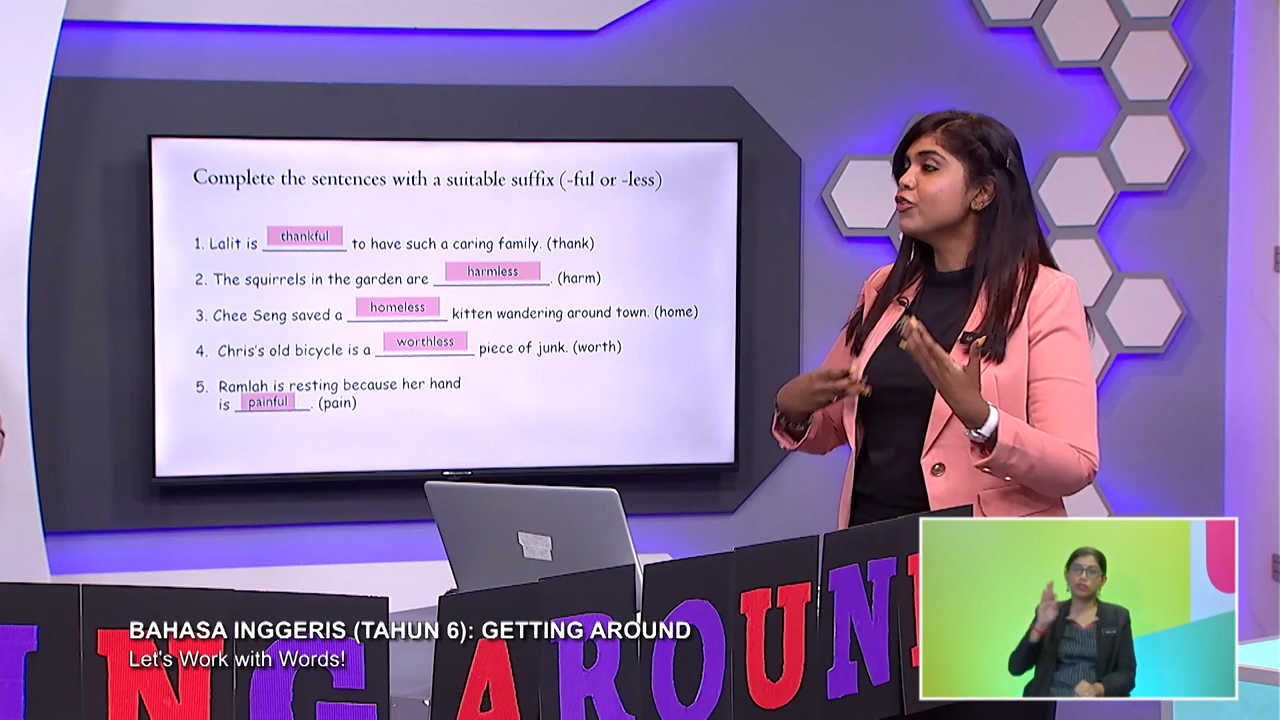 Complete the sentences with a suitable suffix (-ful or -less)
1. Lalit is thankful to have such a caring family. (thank)
2. The squirrels in the garden are harmless. (harm)
3. Chee Seng saved a homeless kitten wandering around town. (home)
4. Chris's old bicycle is a worthless piece of junk. (worth)
5. Ramlah is resting because her hand
is painful. (pain)
ING AROUN
BAHASA INGGERIS (TAHUN 6): GETTING AROUND
Let's Work with Words!